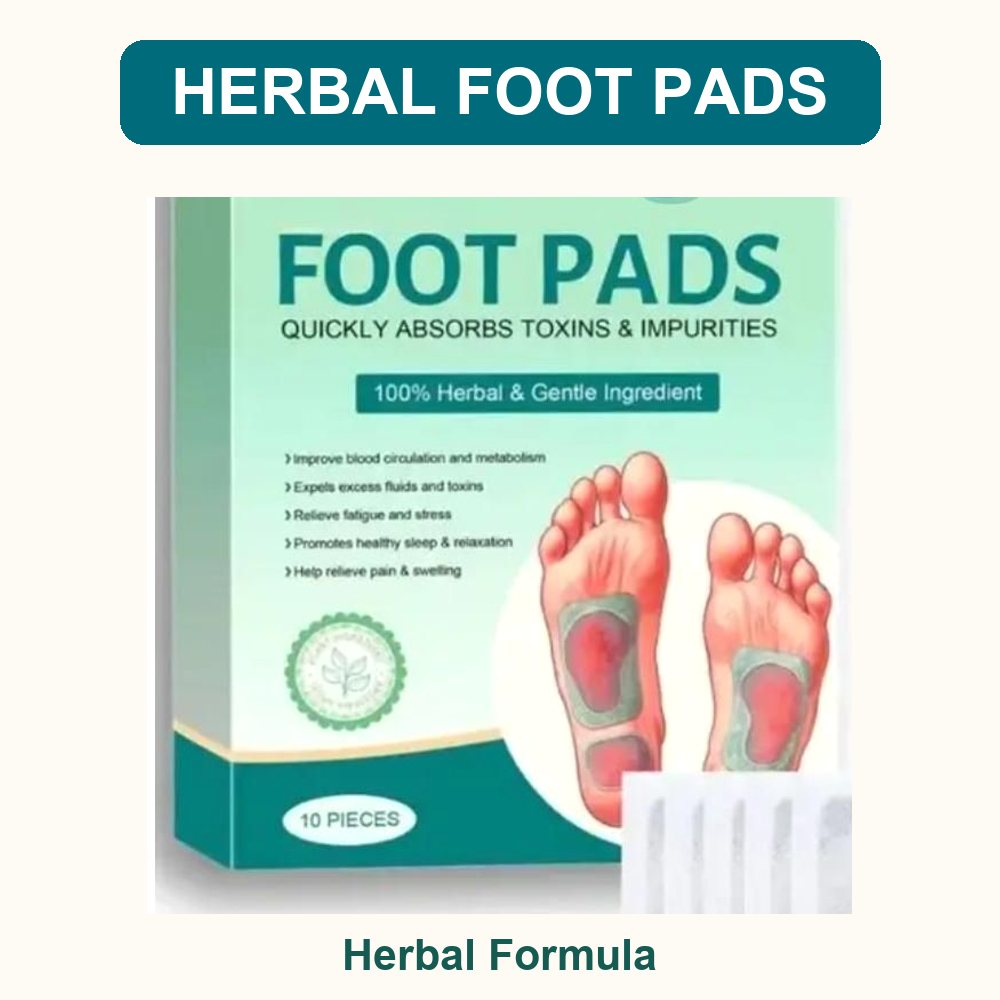 HERBAL FOOT PADS
FOOT PADS
QUICKLY ABSORBS TOXINS & IMPURITIES
100% Herbal & Gentle Ingredient
Improve blood circulation and metabolism
Expels excess fluids and toxins
Relieve fatigue and stress
Promotes healthy sleep & relaxation
Help relieve pain & swelling
10 PIECES
Herbal Formula